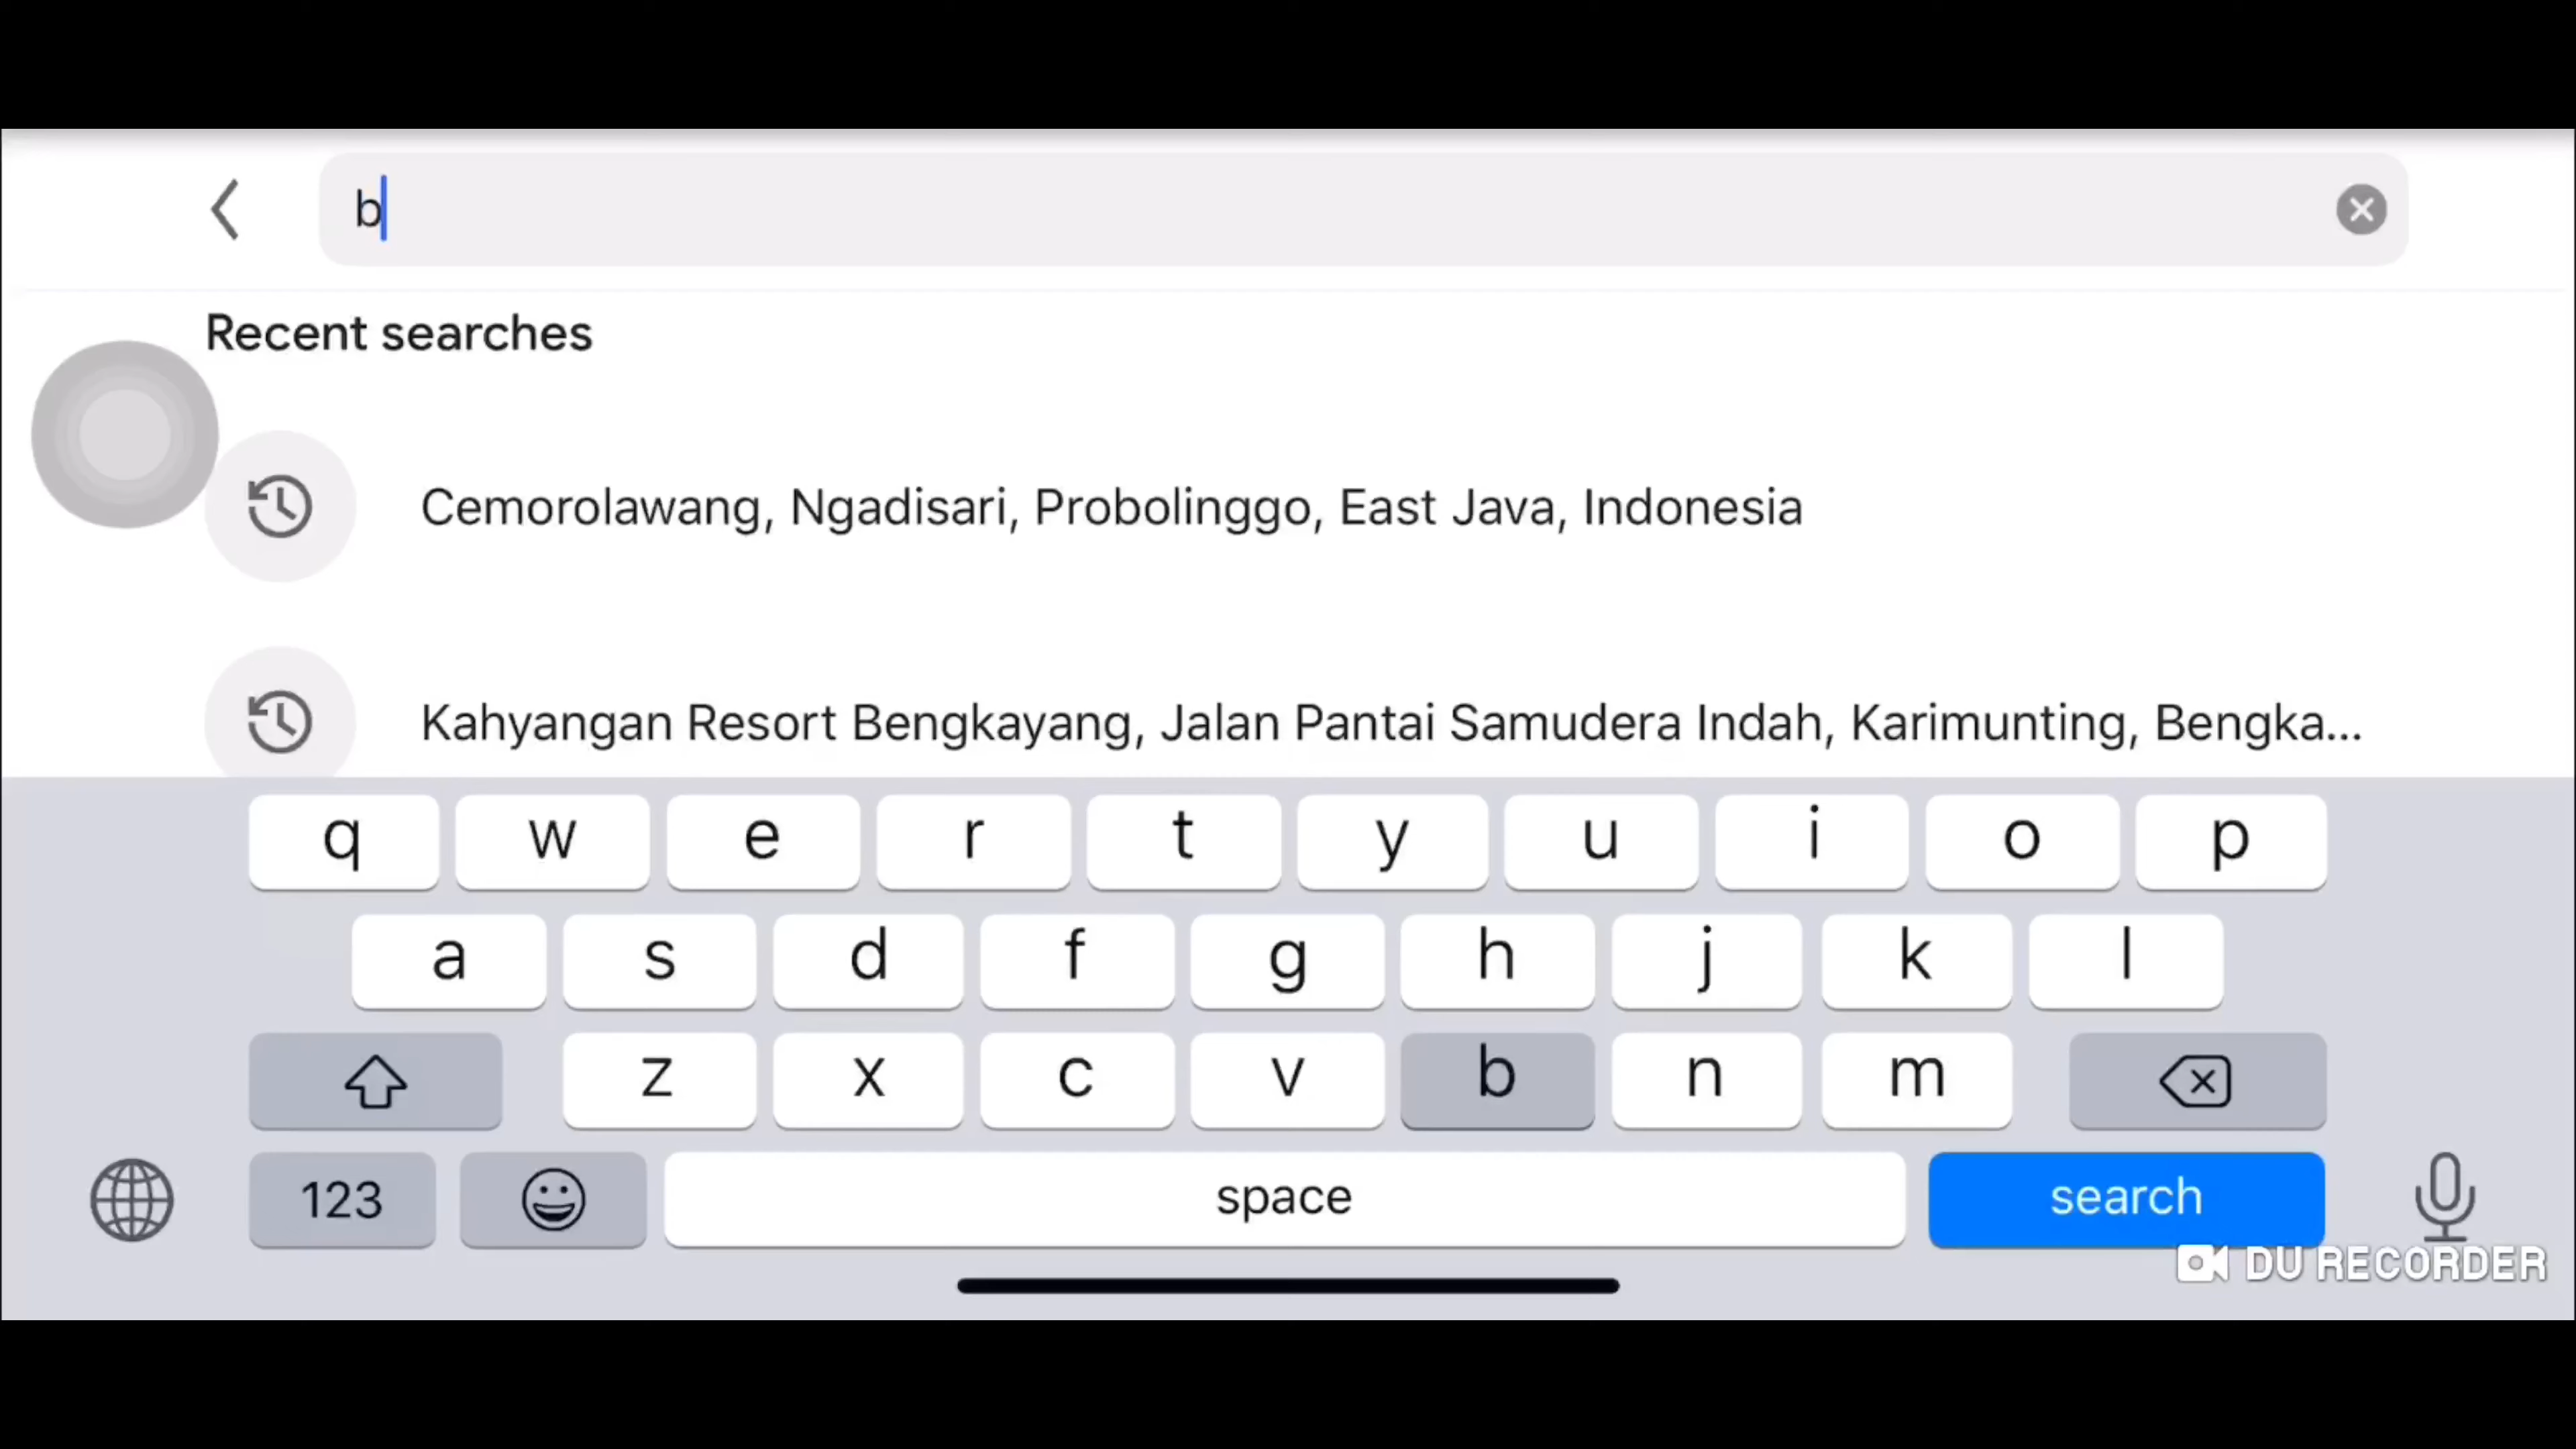 b
Recent searches
Cemorolawang, Ngadisari, Probolinggo, East Java, Indonesia
Kahyangan Resort Bengkayang, Jalan Pantai Samudera Indah, Karimunting, Bengka...
q w e r t y u i o p
a s d f g h j k l
z x c v b n m
123 space search
DU RECORDER